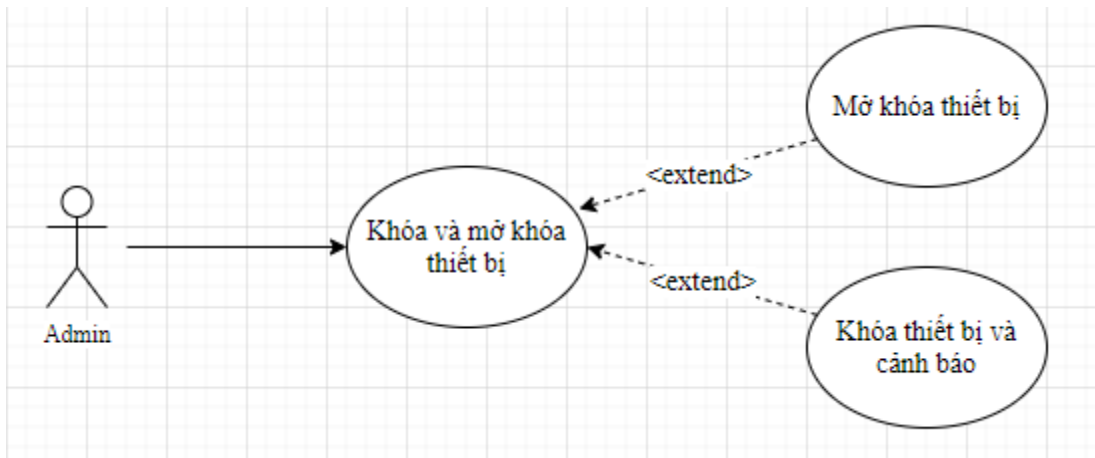 Mở khóa thiết bị
<extend>
Khóa và mở khóa
thiết bị
<extend>
Admin
Khóa thiết bị và
cảnh báo